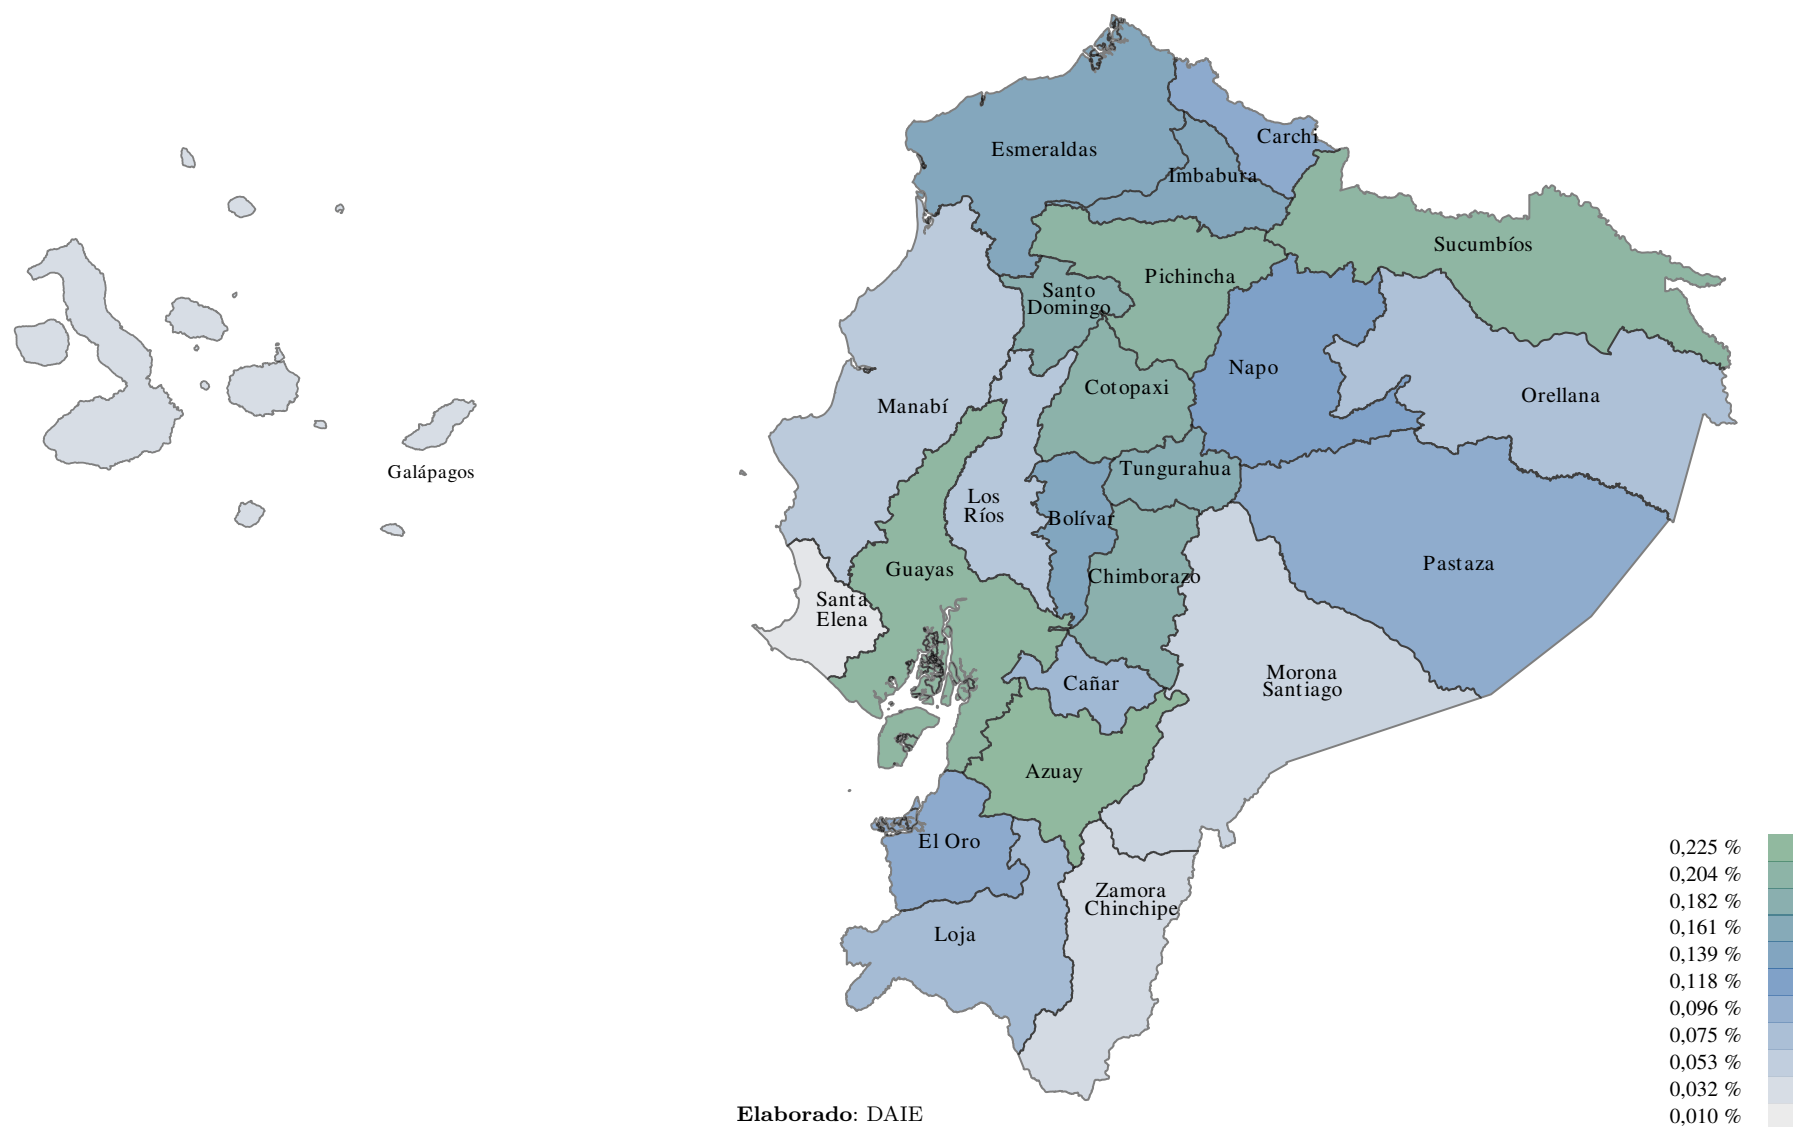 Carchi
Esmeraldas
Imbabura
Sucumbíos
Pichincha
Santo
Domingo
Napo
Cotopaxi
Orellana
Manabí
Tungurahua
Galápagos
Los
Ríos
Bolívar
Pastaza
Guayas
Chimborazo
Santa
Elena
Morona
Santiago
Cañar
Azuay
El Oro
Zamora
Chinchipe
Loja
0,225 %
0,204 %
0,182 %
0,161 %
0,139 %
0,118 %
0,096 %
0,075 %
0,053 %
0,032 %
0,010 %
Elaborado: DAIE